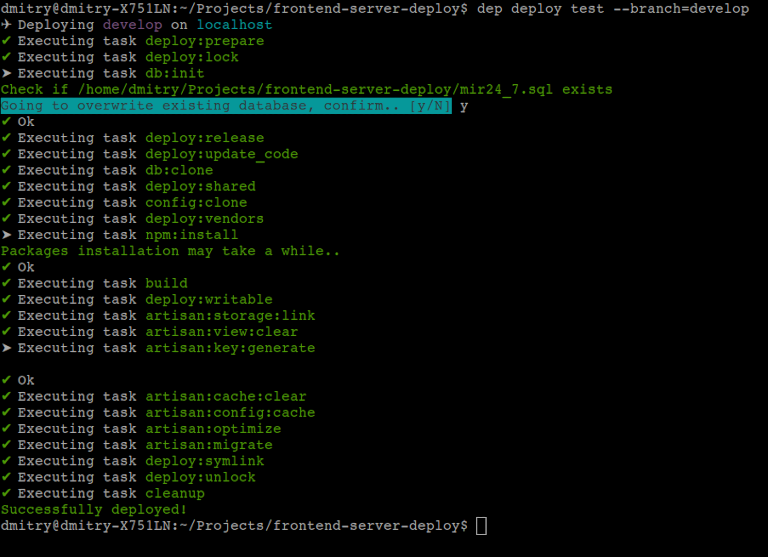 dmitry@dmitry-X751LN:~/Projects/frontend-server-deploy$ dep deploy test --branch=develop
✈ Deploying develop on localhost
✔ Executing task deploy:prepare
✔ Executing task deploy:lock
➤ Executing task db:init
Check if /home/dmitry/Projects/frontend-server-deploy/mir24_7.sql exists
Going to overwrite existing database, confirm.. [y/N] y
✔ Ok
✔ Executing task deploy:release
✔ Executing task deploy:update_code
✔ Executing task db:clone
✔ Executing task deploy:shared
✔ Executing task config:clone
✔ Executing task deploy:vendors
➤ Executing task npm:install
Packages installation may take a while..
✔ Ok
✔ Executing task build
✔ Executing task deploy:writable
✔ Executing task artisan:storage:link
✔ Executing task artisan:view:clear
➤ Executing task artisan:key:generate
✔ Ok
✔ Executing task artisan:cache:clear
✔ Executing task artisan:config:cache
✔ Executing task artisan:optimize
✔ Executing task artisan:migrate
✔ Executing task deploy:symlink
✔ Executing task deploy:unlock
✔ Executing task cleanup
Successfully deployed!
dmitry@dmitry-X751LN:~/Projects/frontend-server-deploy$